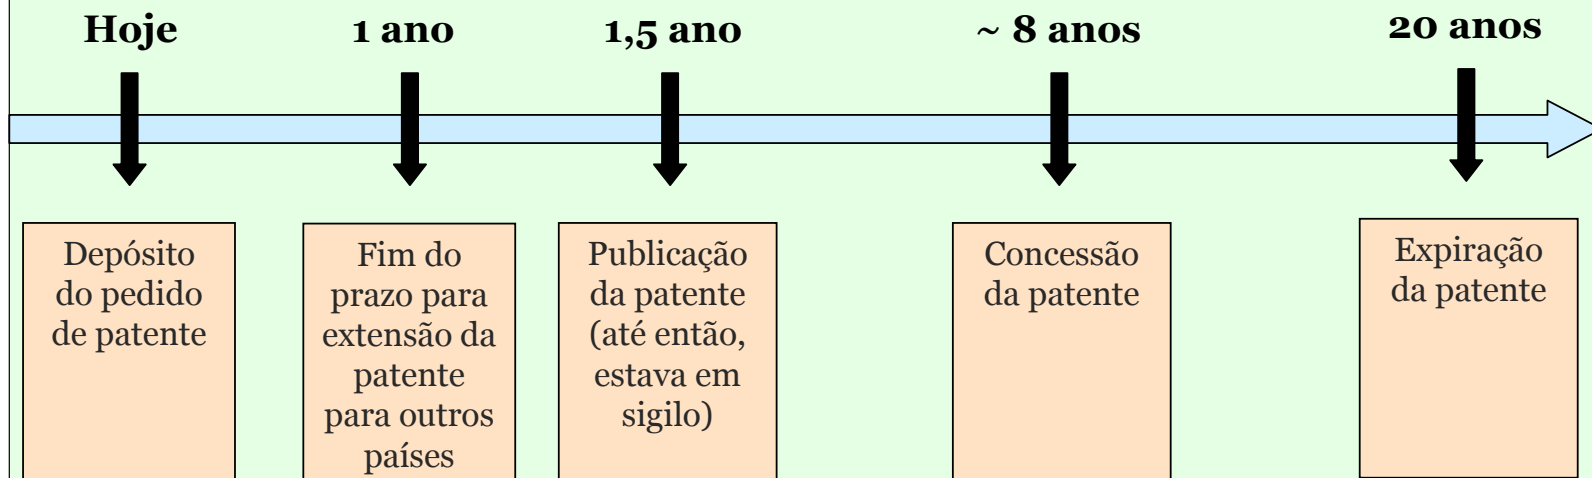 Hoje
1 ano
1,5 ano
~ 8 anos
20 anos
Depósito
do pedido
de patente
Fim do
prazo para
extensão da
patente
para outros
países
Publicação
da patente
(até então,
estava em
sigilo)
Concessão
da patente
Expiração
da patente